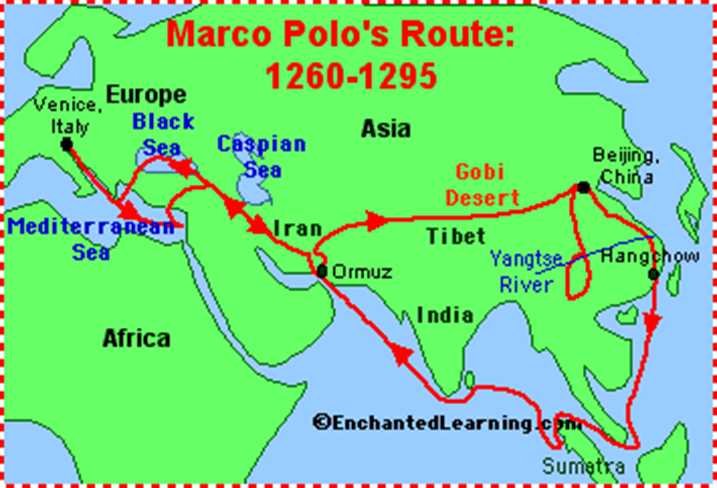 Marco Polo's Route:
1260-1295
Venice,
Italy
Europe
Black
Sea
Caspian
Sea
Asia
Gobi
Desert
Beijing,
China
Mediterranean
Sea
Iran
Tibet
Ormuz
Yangtse
River
Hangchow
India
Africa
©EnchantedLearning.com
Sumatra